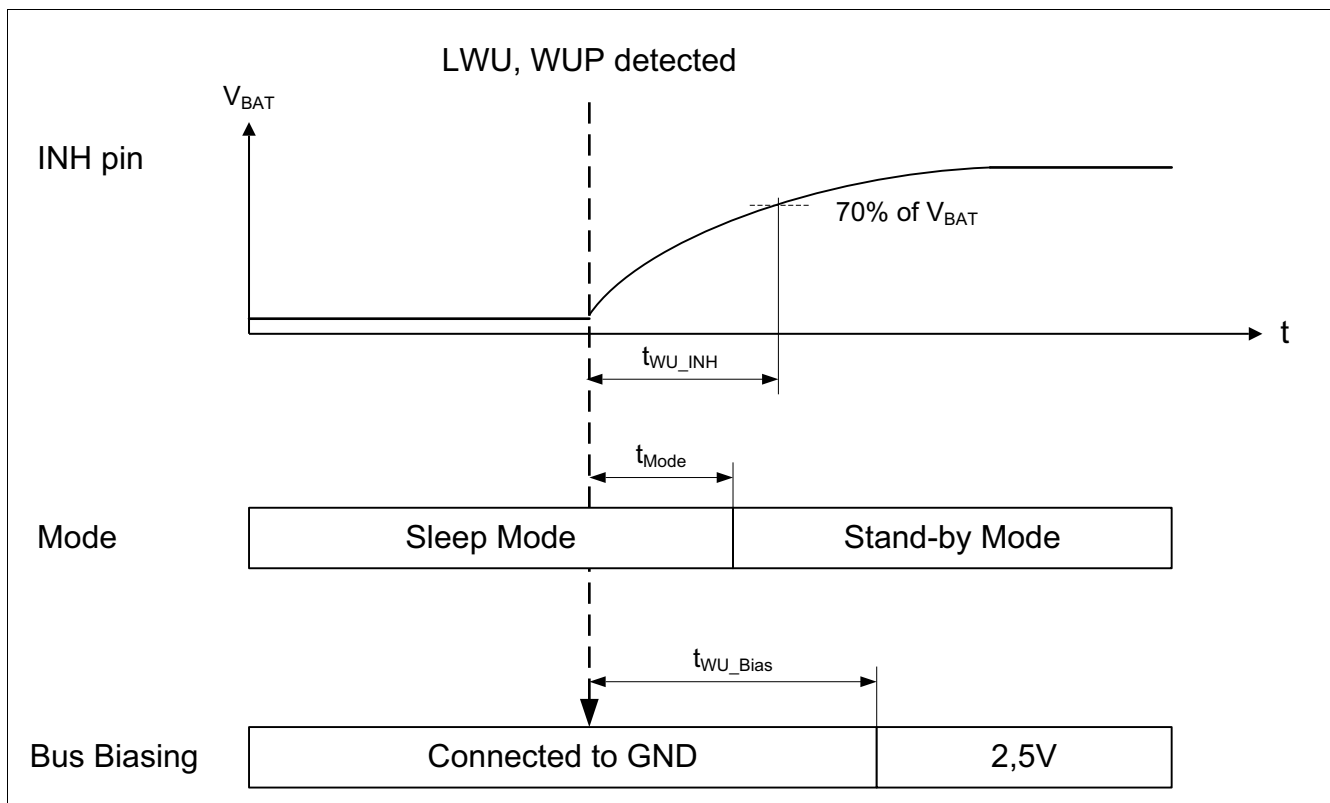 LWU, WUP detected
VBAT
INH pin
70% of VBAT
t
tWU_INH
tMode
Mode
Sleep Mode
Stand-by Mode
tWU_Bias
Bus Biasing
Connected to GND
2,5V